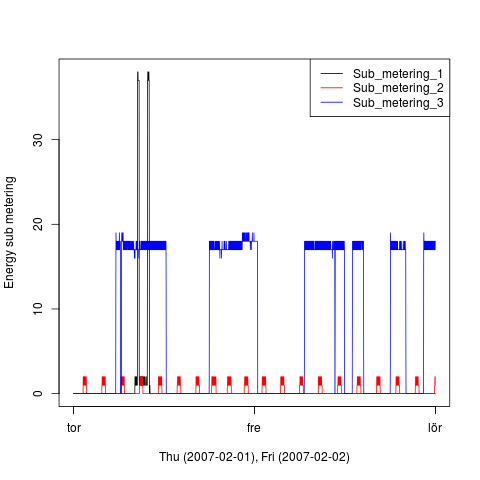 Sub_metering_1
Sub_metering_2
Sub_metering_3
30
20
10
0
Energy sub metering
tor fre lör
Thu (2007-02-01), Fri (2007-02-02)